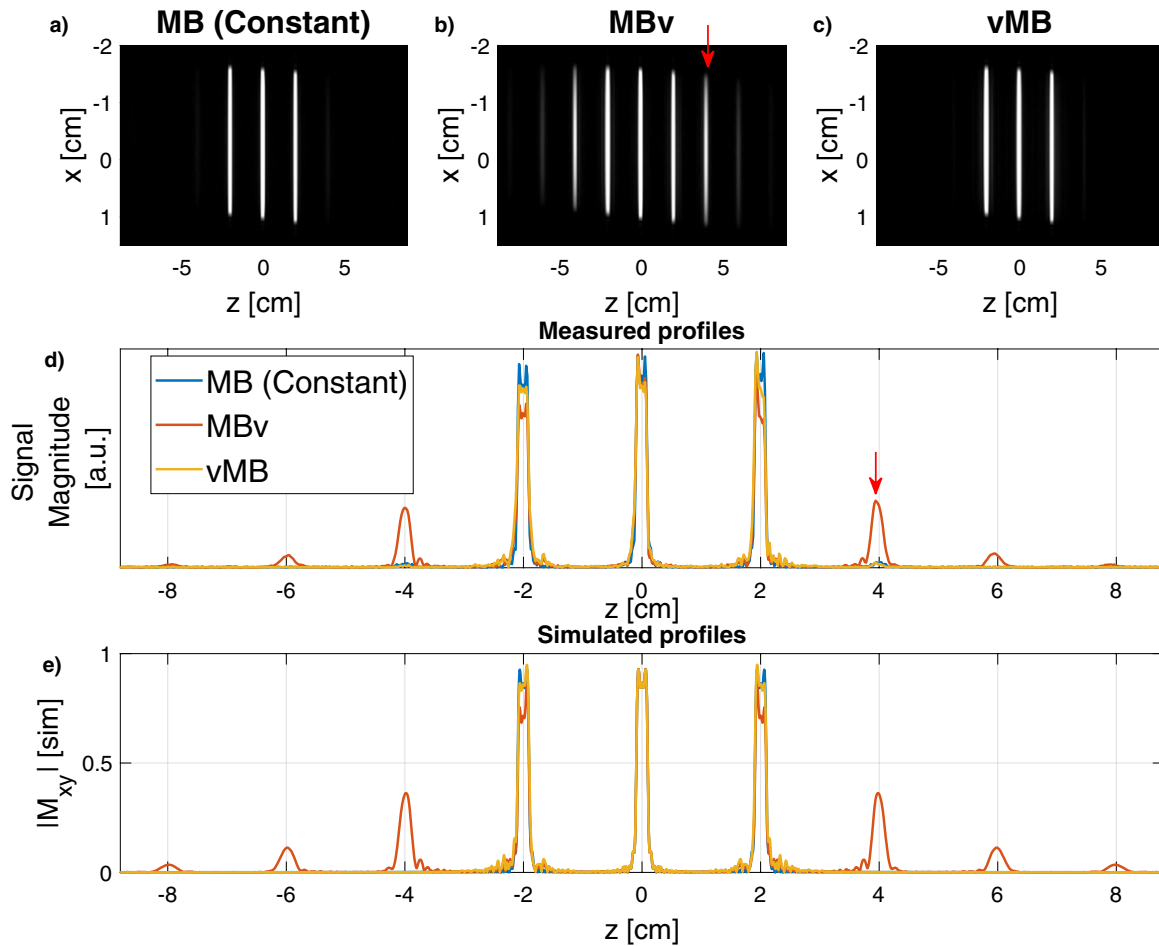 a) MB (Constant)
b) MBv
c) vMB
-2
-1
0
1
x [cm]
-5 0 5
z [cm]
-2
-1
0
1
x [cm]
-5 0 5
z [cm]
-2
-1
0
1
x [cm]
-5 0 5
z [cm]
Measured profiles
d)
MB (Constant)
MBv
vMB
Signal
Magnitude
[a.u.]
-8 -6 -4 -2 0 2 4 6 8
z [cm]
Simulated profiles
e)
1
0.5
0
|Mxy| [sim]
-8 -6 -4 -2 0 2 4 6 8
z [cm]